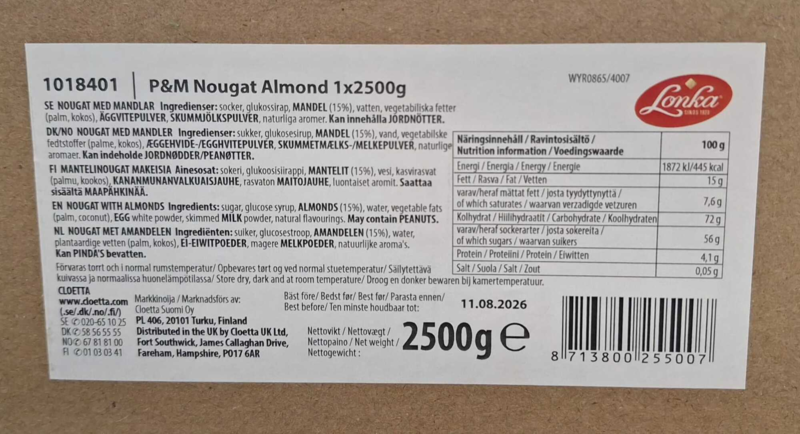 1018401 | P&M Nougat Almond 1x2500g
WYR0865/4007
Lonka
SINCE 1920
SE NOUGAT MED MANDLAR Ingredienser: socker, glukossirap, MANDEL (15%), vatten, vegetabiliska fetter
(palm, kokos), ÄGGVITEPULVER, SKUMMJÖLKSPULVER, naturliga aromer. Kan innehålla JORDNÖTTER.
DK/NO NOUGAT MED MANDLER Ingredienser: sukker, glukosesirup, MANDEL (15%), vand, vegetabilske
fedtstoffer (palme, kokos), ÆGGEHVIDE-/EGGHVITEPULVER, SKUMMETMÆLKS-/MELKEPULVER, naturlige
aromaer. Kan indeholde JORDNØDDER/PEANØTTER.
FI MANTELINOUGAT MAKEISIA Ainesosat: sokeri, glukoosisiirappi, MANTELIT (15%), vesi, kasvirasvat
(palmu, kookos), KANANMUNANVALKUAISJAUHE, rasvaton MAITOJAUHE, luontaiset aromit. Saattaa
sisältä MAAPÄHKINÄÄ.
EN NOUGAT WITH ALMONDS Ingredients: sugar, glucose syrup, ALMONDS (15%), water, vegetable fats
(palm, coconut), EGG white powder, skimmed MILK powder, natural flavourings. May contain PEANUTS.
NL NOUGAT MET AMANDELEN Ingrediënten: suiker, glucosestroop, AMANDELEN (15%), water,
plantaardige vetten (palm, kokos), EI-EIWITPOEDER, magere MELKPOEDER, natuurlijke aroma's.
Kan PINDA'S bevatten.
Näringsinnehåll / Ravintosisältö /
Nutrition information / Voedingswaarde 100 g
Energi / Energia / Energy / Energie 1872 kJ/445 kcal
Fett / Rasva / Fat / Vetten 15 g
varav/heraf mättat fett / josta tyydyttynyttä /
of which saturates / waarvan verzadigde vetzuren 7,6 g
Kolhydrat / Hiilihydraatit / Carbohydrate / Koolhydraten 72 g
varav/heraf sockerarter / josta sokereita /
of which sugars / waarvan suikers 56 g
Protein / Proteiini / Protein / Eiwitten 4,1 g
Salt / Suola / Salt / Zout 0,05 g
Förvaras torrt och i normal rumstemperatur/ Opbevares tørt og ved normal stuetemperatur/ Säilytettävä
kuivassa ja normaalissa huonelämpötilassa/ Store dry, dark and at room temperature/ Droog en donker bewaren bij kamertemperatuur.
CLOETTA
www.cloetta.com
(.se/.dk/.no/.fi/)
SE ✆ 020-65 10 25
DK ✆ 58 56 55 55
NO ✆ 67 81 81 00
FI ✆ 01 03 03 41
Markkinoija / Marknadsförs av:
Cloetta Suomi Oy
PL 406, 20101 Turku, Finland
Distributed in the UK by Cloetta UK Ltd,
Fort Southwick, James Callaghan Drive,
Fareham, Hampshire, PO17 6AR
Bäst före/ Bedst før/ Best før/ Parasta ennen/
Best before/ Ten minste houdbaar tot: 11.08.2026
Nettovikt / Nettovægt /
Nettopaino / Net weight /
Nettogewicht :
2500g ℮
8 713800 255007